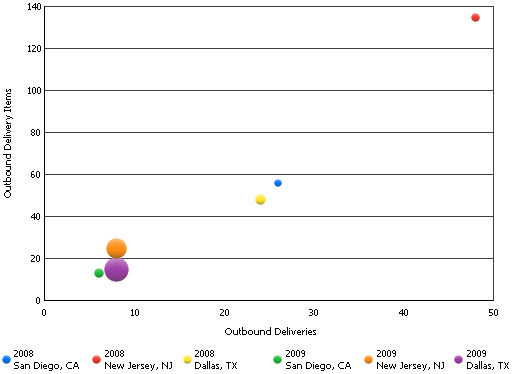 140
120
100
80
60
40
20
0
Outbound Delivery Items
0 10 20 30 40 50
Outbound Deliveries
2008 2008 2008 2009 2009 2009
San Diego, CA New Jersey, NJ Dallas, TX San Diego, CA New Jersey, NJ Dallas, TX